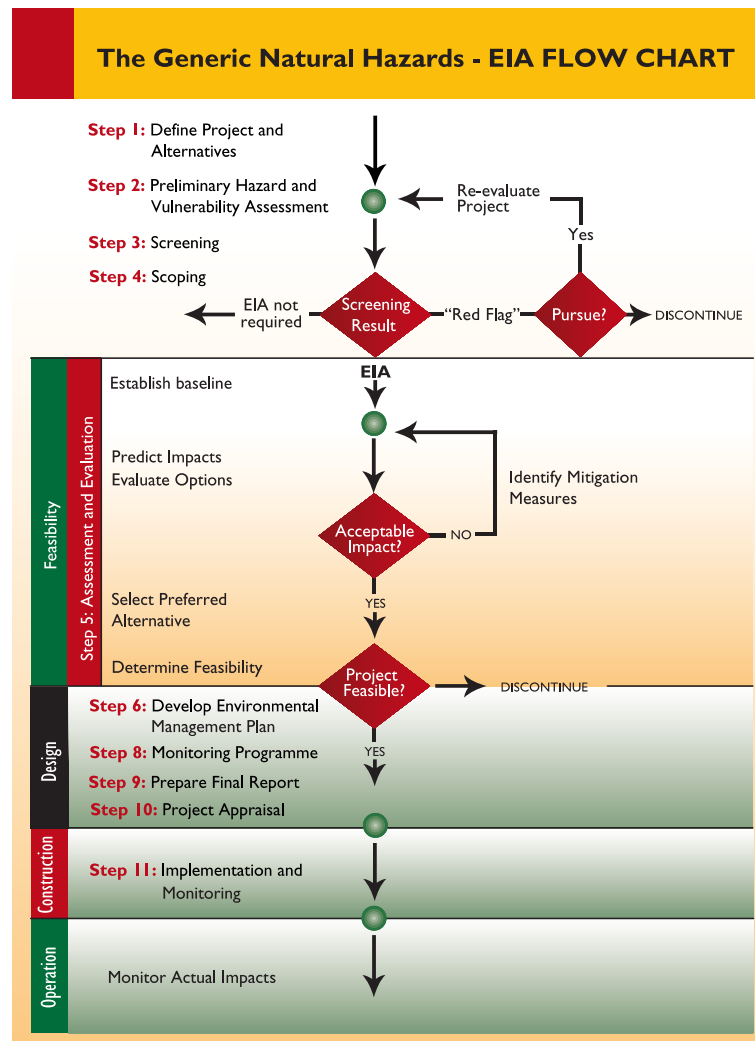 The Generic Natural Hazards - EIA FLOW CHART
Step 1: Define Project and
Alternatives
Step 2: Preliminary Hazard and
Vulnerability Assessment
Re-evaluate
Project
Yes
Step 3: Screening
Step 4: Scoping
EIA not
required
Screening
Result
“Red Flag”
Pursue?
DISCONTINUE
Feasibility
Step 5: Assessment and Evaluation
EIA
Establish baseline
Predict Impacts
Evaluate Options
Identify Mitigation
Measures
Acceptable
Impact?
NO
YES
Select Preferred
Alternative
Determine Feasibility
Project
Feasible?
DISCONTINUE
Design
Step 6: Develop Environmental
Management Plan
YES
Step 8: Monitoring Programme
Step 9: Prepare Final Report
Step 10: Project Appraisal
Construction
Step 11: Implementation and
Monitoring
Operation
Monitor Actual Impacts